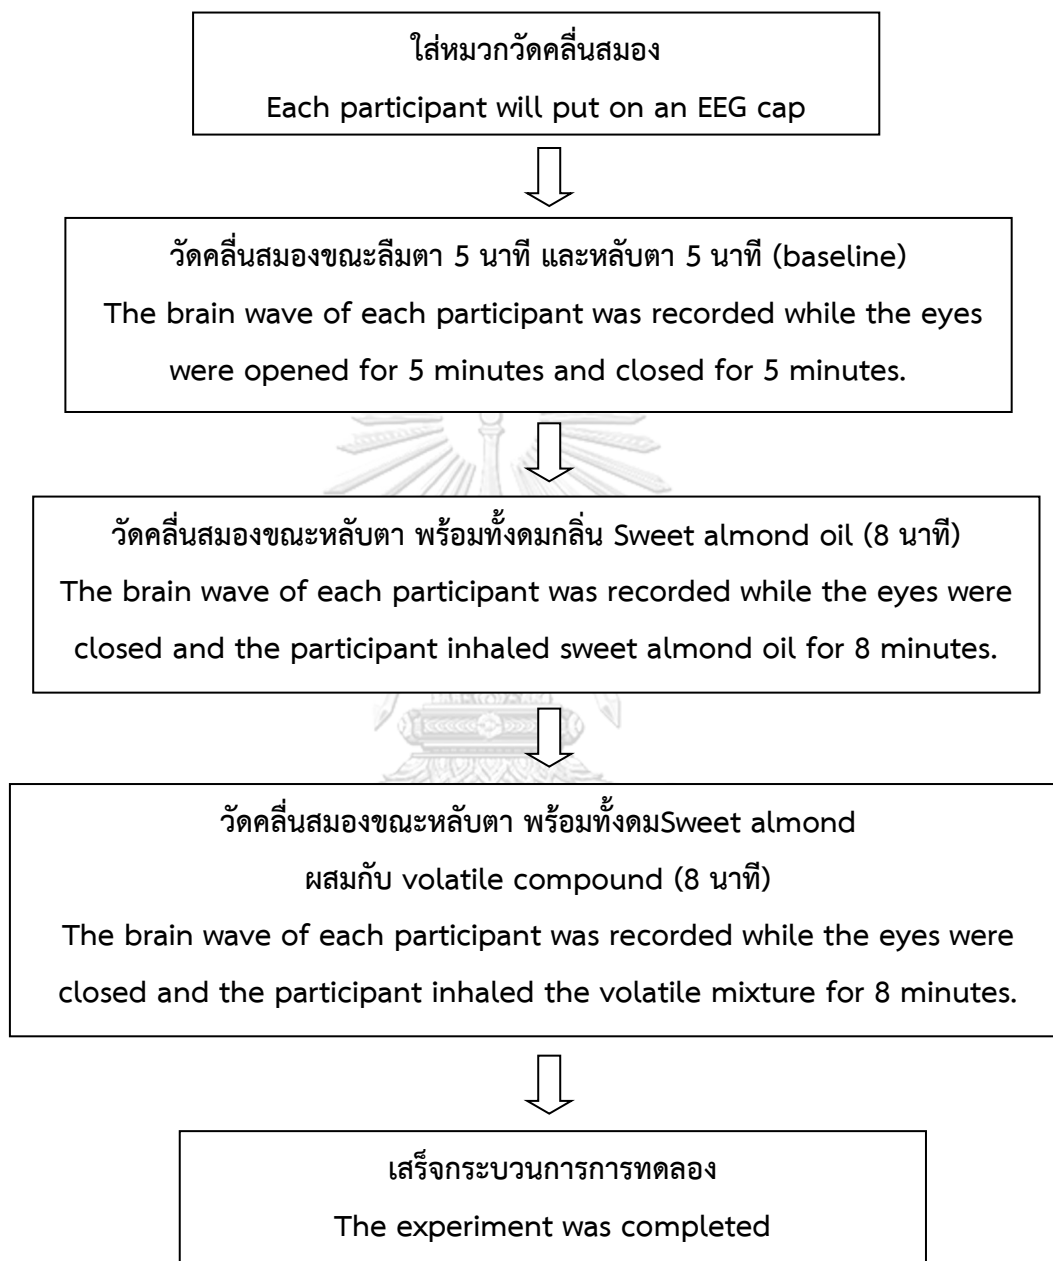 ใส่หมวกวัดคลื่นสมอง
Each participant will put on an EEG cap
วัดคลื่นสมองขณะลืมตา 5 นาที และหลับตา 5 นาที (baseline)
The brain wave of each participant was recorded while the eyes
were opened for 5 minutes and closed for 5 minutes.
วัดคลื่นสมองขณะหลับตา พร้อมทั้งดมกลิ่น Sweet almond oil (8 นาที)
The brain wave of each participant was recorded while the eyes were
closed and the participant inhaled sweet almond oil for 8 minutes.
วัดคลื่นสมองขณะหลับตา พร้อมทั้งดมSweet almond
ผสมกับ volatile compound (8 นาที)
The brain wave of each participant was recorded while the eyes were
closed and the participant inhaled the volatile mixture for 8 minutes.
เสร็จกระบวนการการทดลอง
The experiment was completed